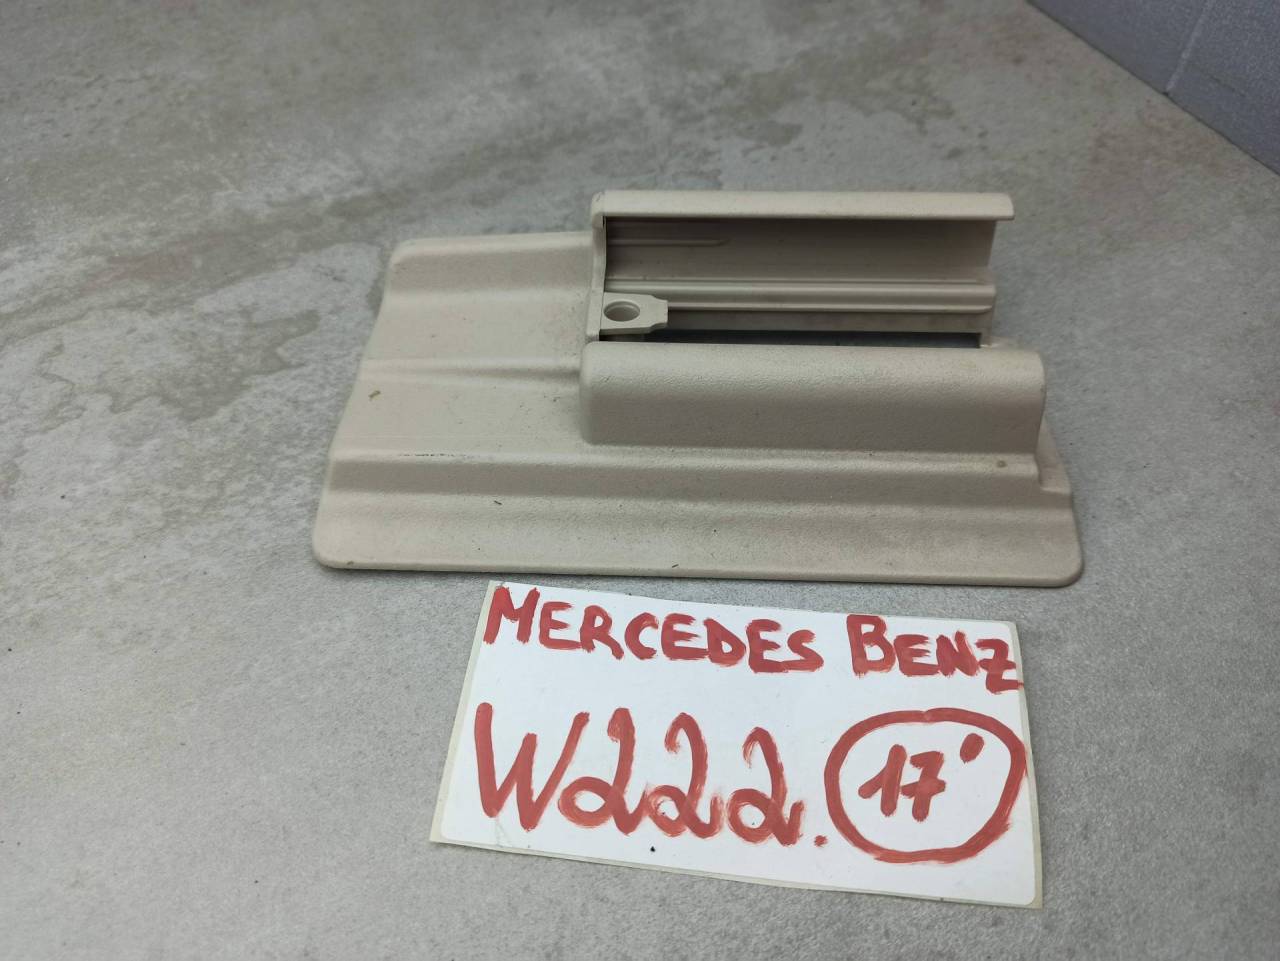 MERCEDES BENZ
W222. 17'